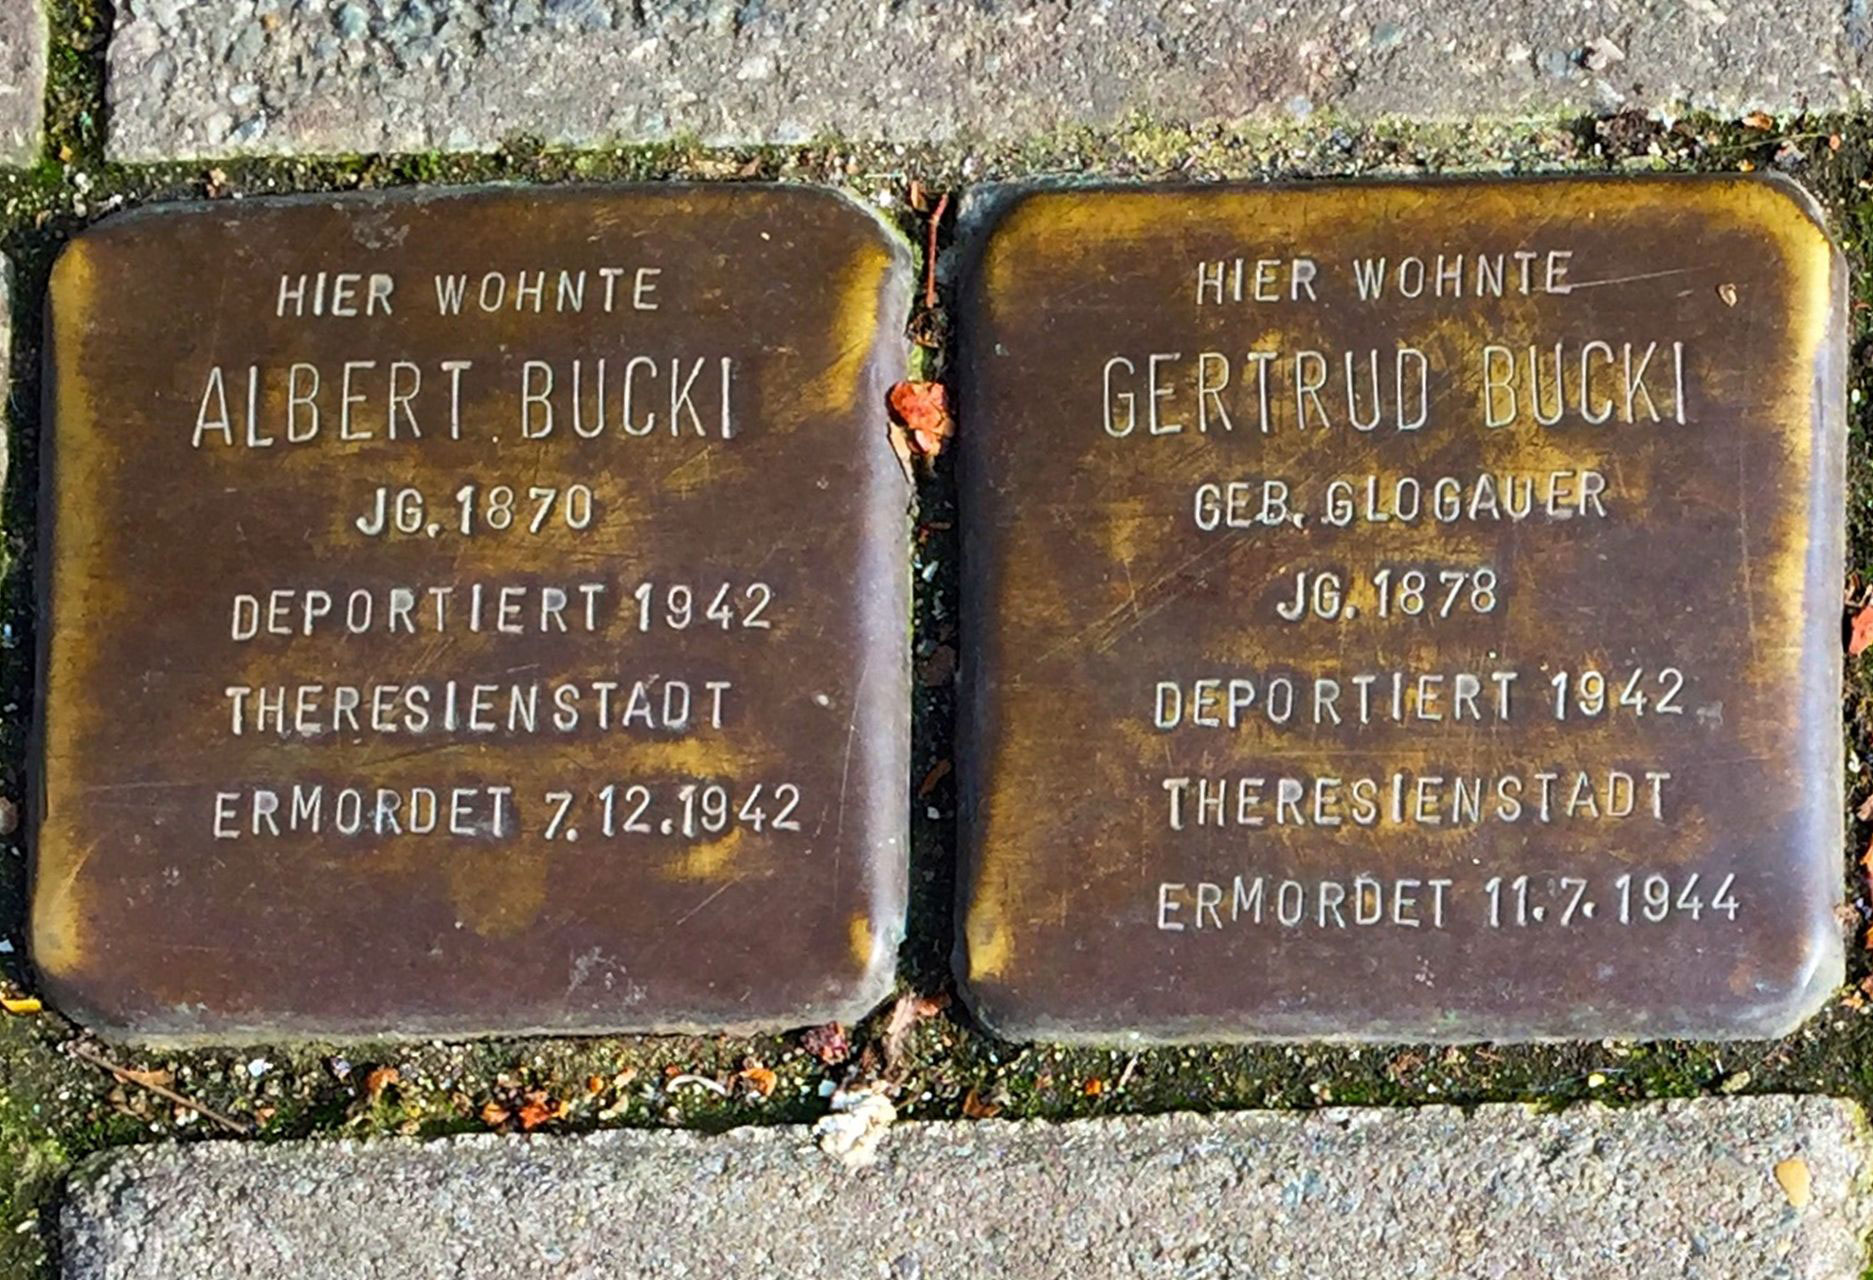 HIER WOHNTE
ALBERT BUCKI
JG. 1870
DEPORTIERT 1942
THERESIENSTADT
ERMORDET 7.12.1942
HIER WOHNTE
GERTRUD BUCKI
GEB. GLOGAUER
JG. 1878
DEPORTIERT 1942
THERESIENSTADT
ERMORDET 11.7.1944